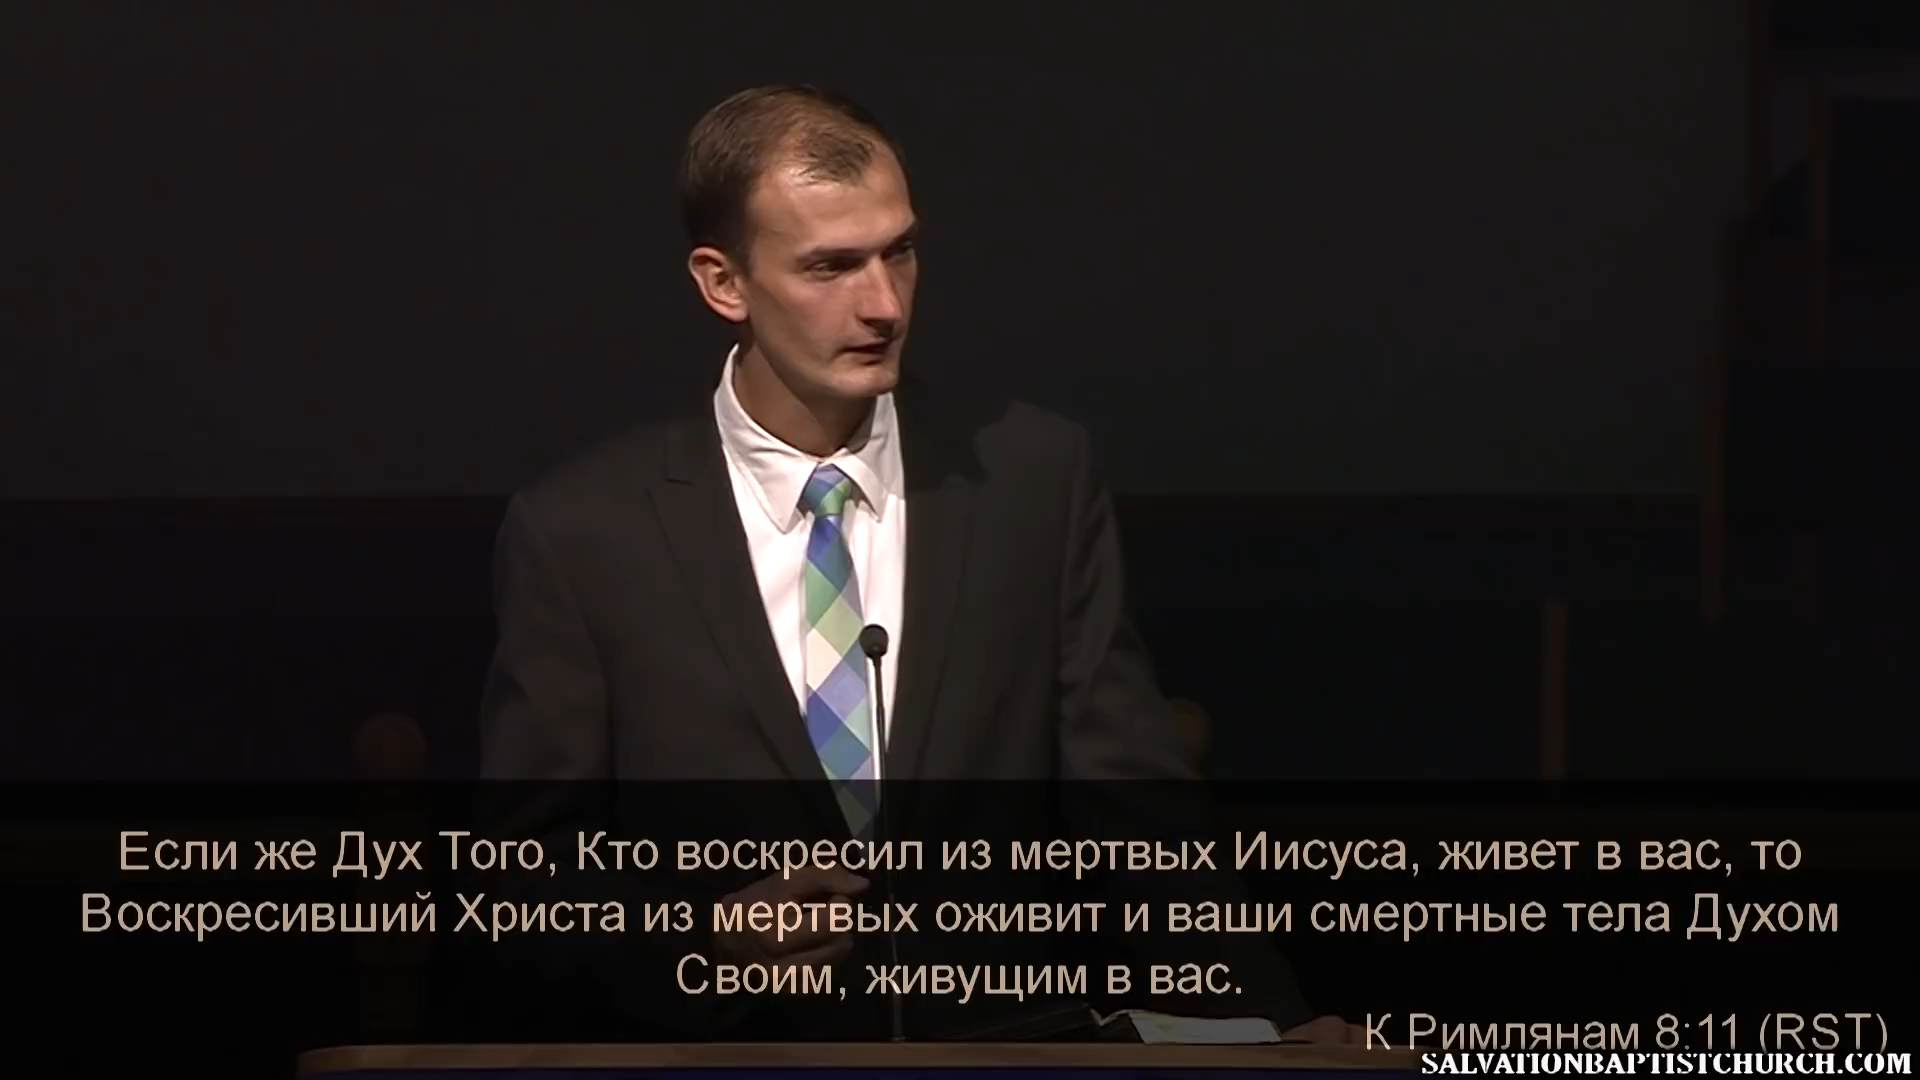 Если же Дух Того, Кто воскресил из мертвых Иисуса, живет в вас, то
Воскресивший Христа из мертвых оживит и ваши смертные тела Духом
Своим, живущим в вас.
К Римлянам 8:11 (RST)
SALVATIONBAPTISTCHURCH.COM